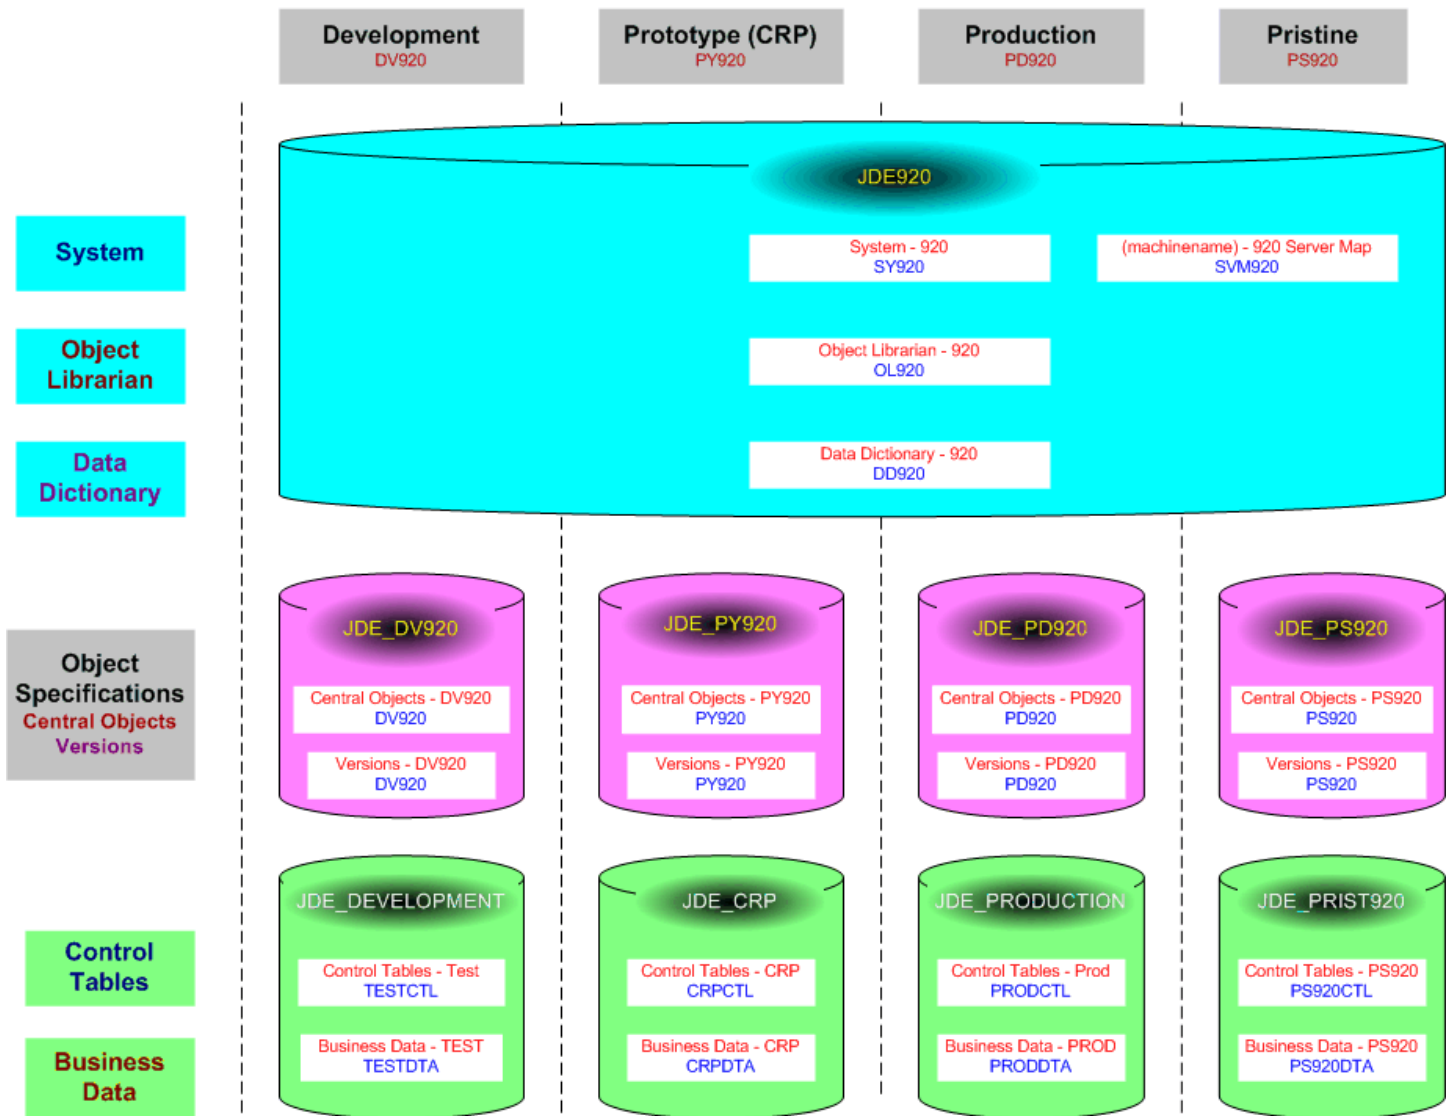 Development
DV920
Prototype (CRP)
PY920
Production
PD920
Pristine
PS920
JDE920
System
System - 920
SY920
(machinename) - 920 Server Map
SVM920
Object
Librarian
Object Librarian - 920
OL920
Data
Dictionary
Data Dictionary - 920
DD920
Object
Specifications
Central Objects
Versions
JDE_DV920
Central Objects - DV920
DV920
Versions - DV920
DV920
JDE_PY920
Central Objects - PY920
PY920
Versions - PY920
PY920
JDE_PD920
Central Objects - PD920
PD920
Versions - PD920
PD920
JDE_PS920
Central Objects - PS920
PS920
Versions - PS920
PS920
Control
Tables
Business
Data
JDE_DEVELOPMENT
Control Tables - Test
TESTCTL
Business Data - TEST
TESTDTA
JDE_CRP
Control Tables - CRP
CRPCTL
Business Data - CRP
CRPDTA
JDE_PRODUCTION
Control Tables - Prod
PRODCTL
Business Data - PROD
PRODDTA
JDE_PRIST920
Control Tables - PS920
PS920CTL
Business Data - PS920
PS920DTA